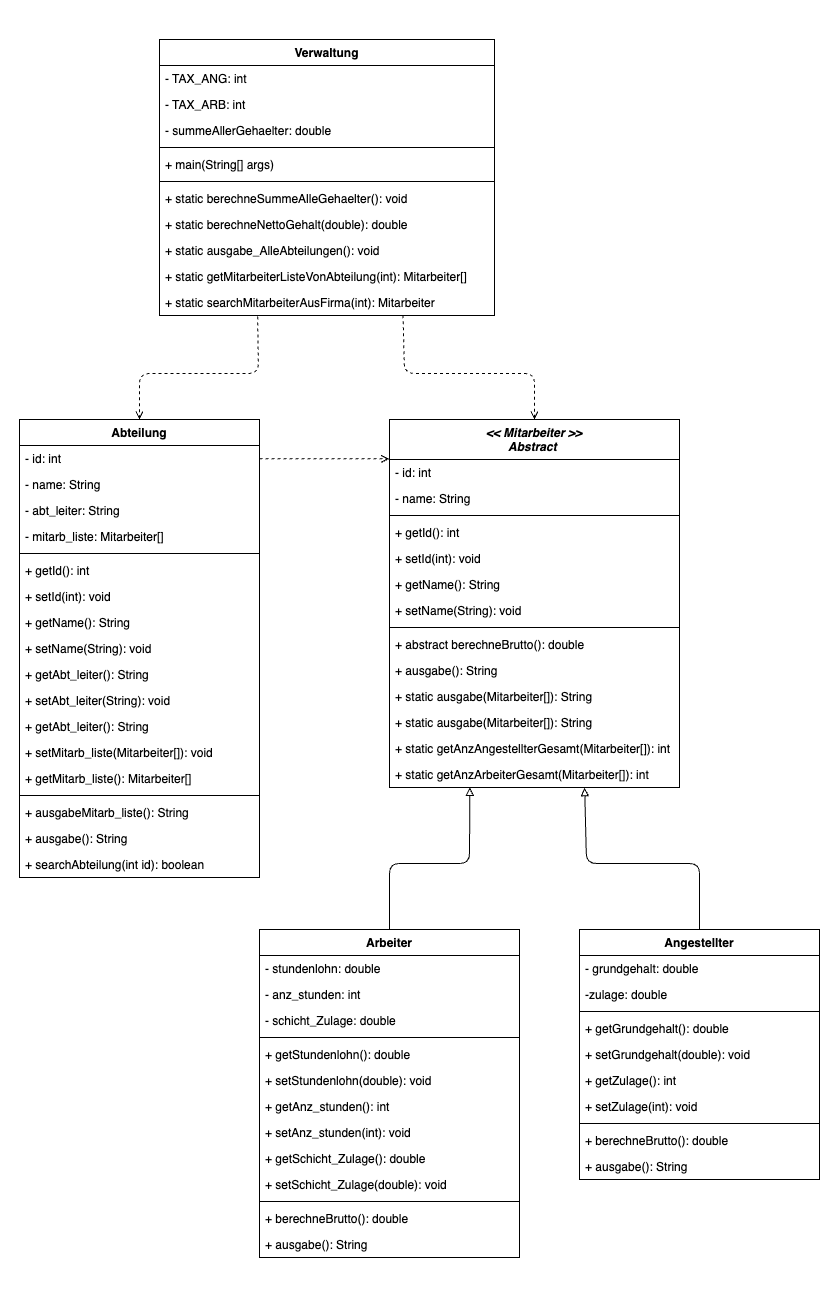 Verwaltung
- TAX_ANG: int
- TAX_ARB: int
- summeAllerGehaelter: double
+ main(String[] args)
+ static berechneSummeAlleGehaelter(): void
+ static berechneNettoGehalt(double): double
+ static ausgabe_AlleAbteilungen(): void
+ static getMitarbeiterListeVonAbteilung(int): Mitarbeiter[]
+ static searchMitarbeiterAusFirma(int): Mitarbeiter
Abteilung
- id: int
- name: String
- abt_leiter: String
- mitarb_liste: Mitarbeiter[]
+ getId(): int
+ setId(int): void
+ getName(): String
+ setName(String): void
+ getAbt_leiter(): String
+ setAbt_leiter(String): void
+ getAbt_leiter(): String
+ setMitarb_liste(Mitarbeiter[]): void
+ getMitarb_liste(): Mitarbeiter[]
+ ausgabeMitarb_liste(): String
+ ausgabe(): String
+ searchAbteilung(int id): boolean
<< Mitarbeiter >>
Abstract
- id: int
- name: String
+ getId(): int
+ setId(int): void
+ getName(): String
+ setName(String): void
+ abstract berechneBrutto(): double
+ ausgabe(): String
+ static ausgabe(Mitarbeiter[]): String
+ static ausgabe(Mitarbeiter[]): String
+ static getAnzAngestellterGesamt(Mitarbeiter[]): int
+ static getAnzArbeiterGesamt(Mitarbeiter[]): int
Arbeiter
- stundenlohn: double
- anz_stunden: int
- schicht_Zulage: double
+ getStundenlohn(): double
+ setStundenlohn(double): void
+ getAnz_stunden(): int
+ setAnz_stunden(int): void
+ getSchicht_Zulage(): double
+ setSchicht_Zulage(double): void
+ berechneBrutto(): double
+ ausgabe(): String
Angestellter
- grundgehalt: double
-zulage: double
+ getGrundgehalt(): double
+ setGrundgehalt(double): void
+ getZulage(): int
+ setZulage(int): void
+ berechneBrutto(): double
+ ausgabe(): String